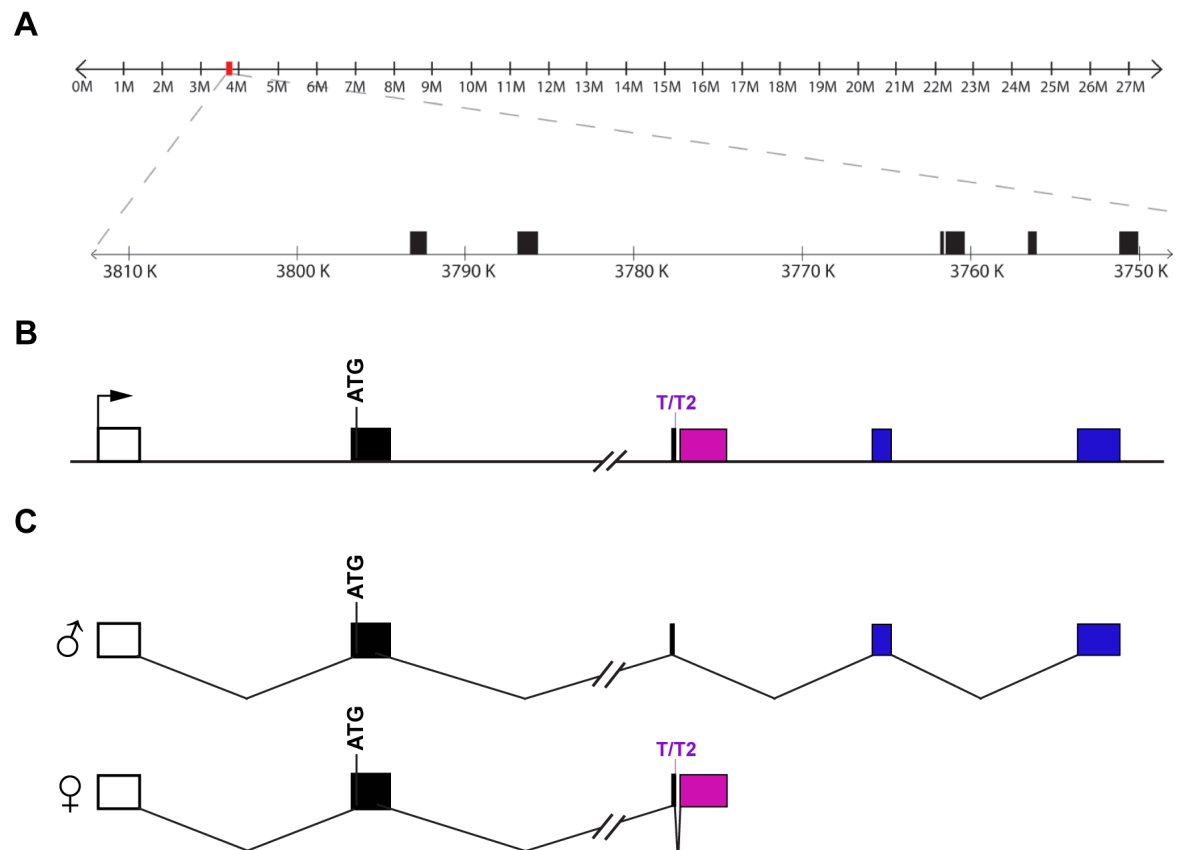 A
0M 1M 2M 3M 4M 5M 6M 7M 8M 9M 10M 11M 12M 13M 14M 15M 16M 17M 18M 19M 20M 21M 22M 23M 24M 25M 26M 27M
3810 K 3800 K 3790 K 3780 K 3770 K 3760 K 3750 K
B
ATG
T/T2
C
ATG
♂
ATG
T/T2
♀